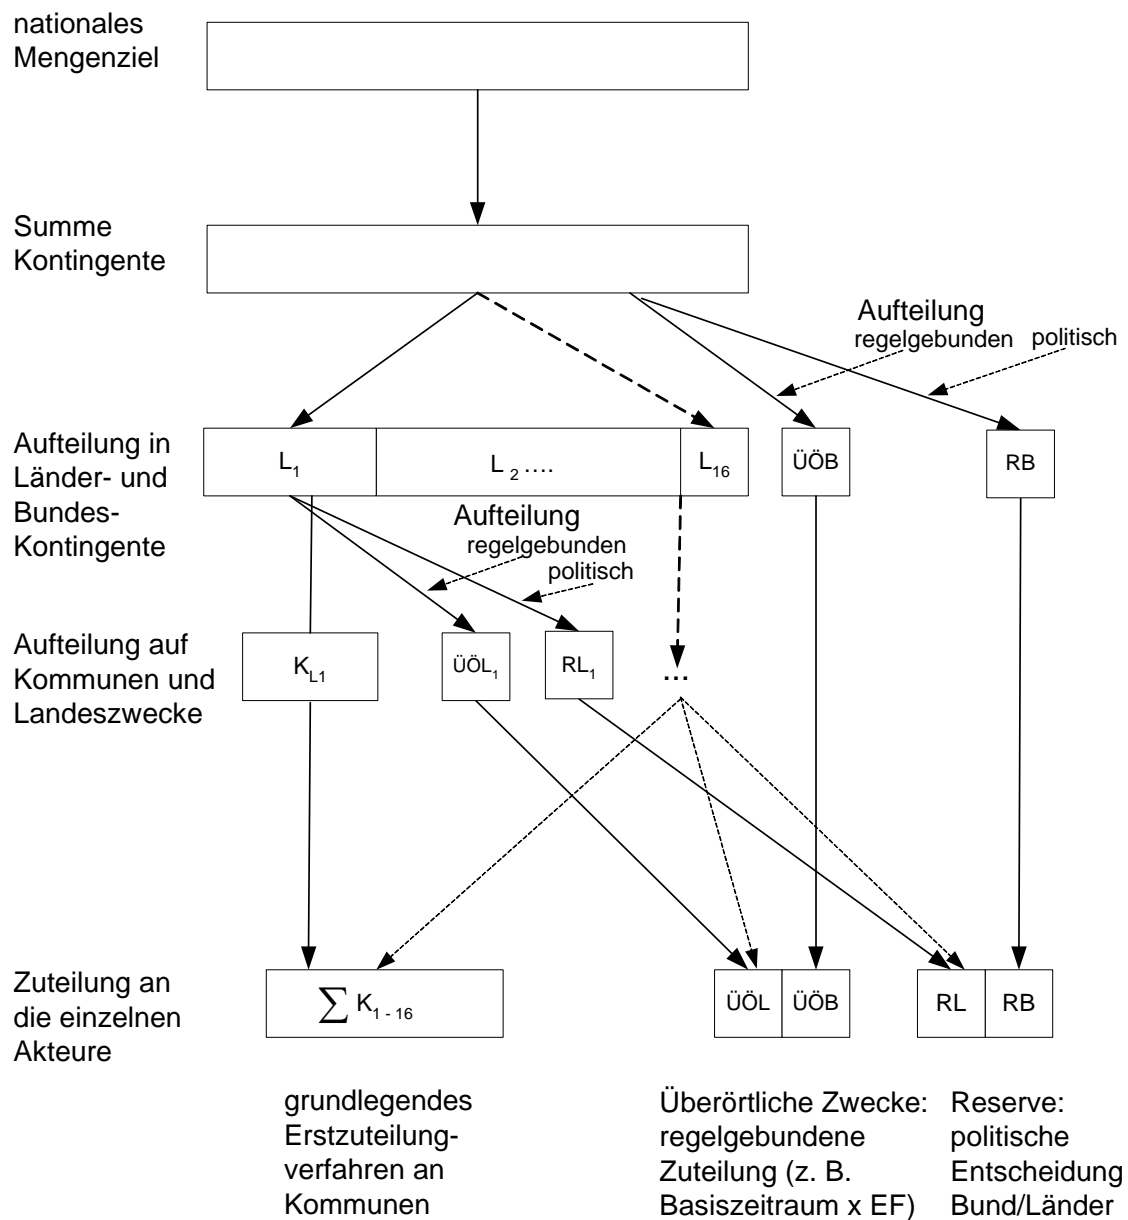 nationales
Mengenziel
Summe
Kontingente
Aufteilung
regelgebunden politisch
Aufteilung in
Länder- und
Bundes-
Kontingente
L1 L 2 .... L16 ÜÖB RB
Aufteilung
regelgebunden
politisch
Aufteilung auf
Kommunen und
Landeszwecke
KL1 ÜÖL1 RL1 ...
Zuteilung an
die einzelnen
Akteure
∑ K1 - 16 ÜÖL ÜÖB RL RB
grundlegendes
Erstzuteilung-
verfahren an
Kommunen
Überörtliche Zwecke:
regelgebundene
Zuteilung (z. B.
Basiszeitraum x EF)
Reserve:
politische
Entscheidung
Bund/Länder